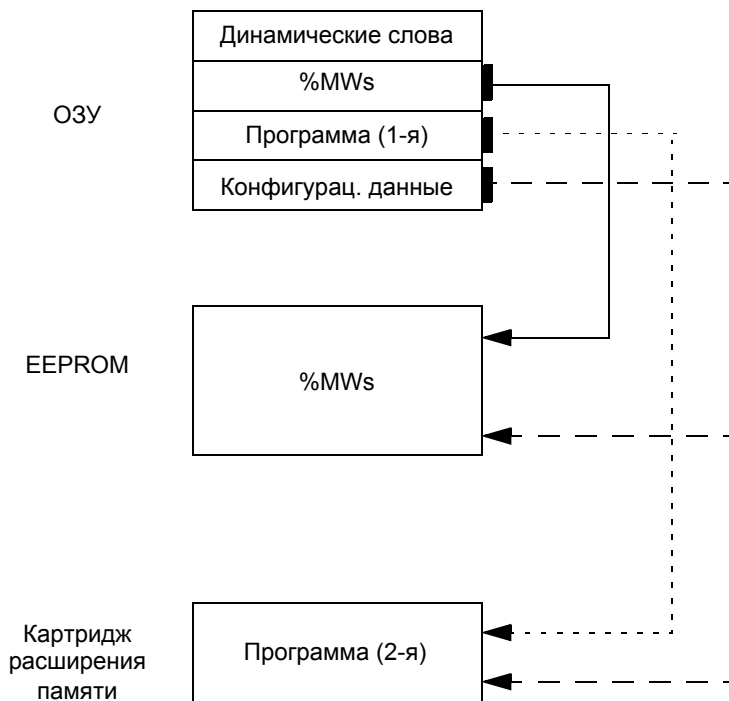 Динамические слова
%MWs
ОЗУ
Программа (1-я)
Конфигурац. данные
EEPROM
%MWs
Картридж
расширения
памяти
Программа (2-я)